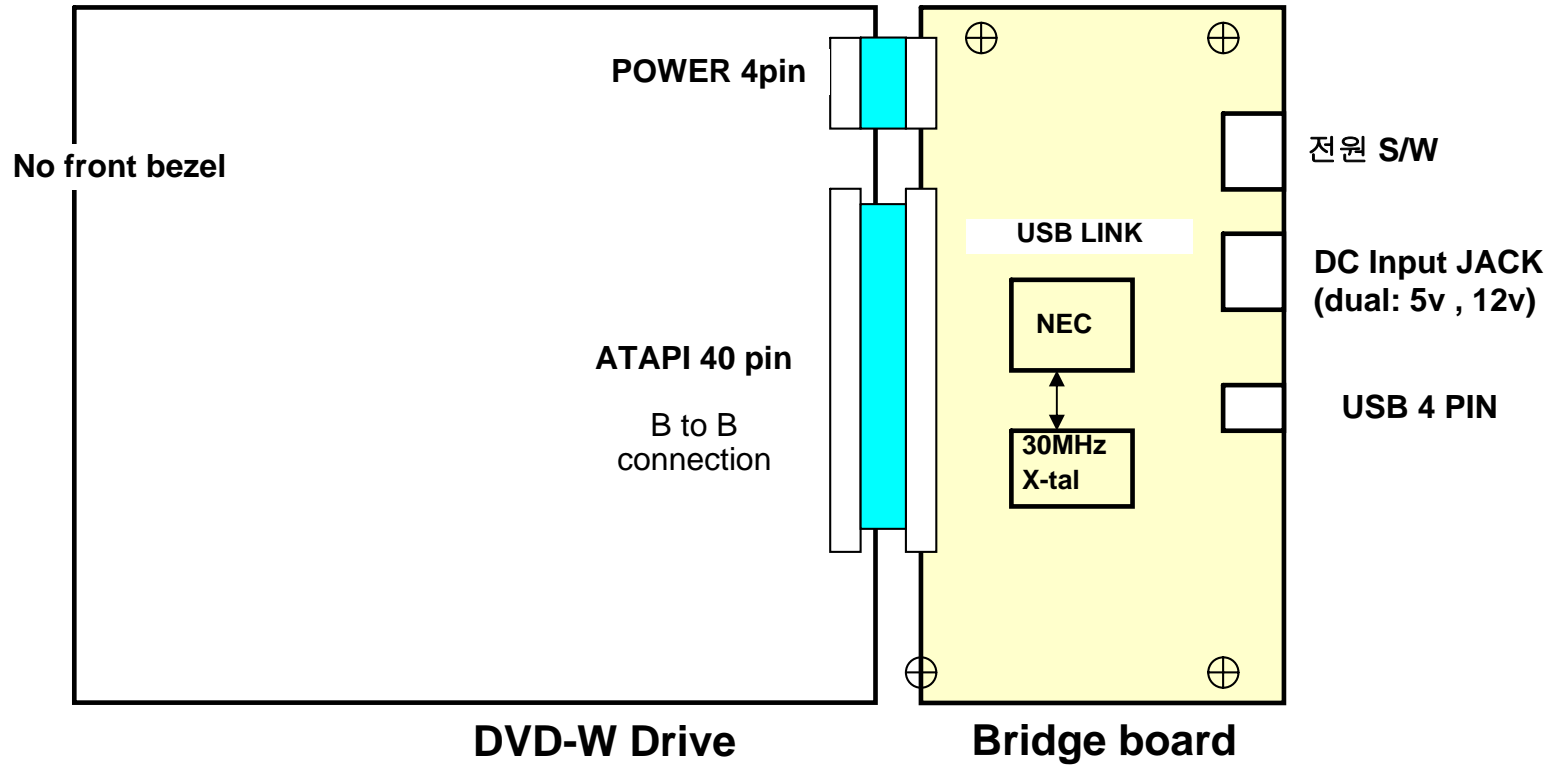 POWER 4pin
No front bezel
전원 S/W
USB LINK
DC Input JACK
(dual: 5v , 12v)
NEC
ATAPI 40 pin
USB 4 PIN
B to B
connection
30MHz
X-tal
DVD-W Drive
Bridge board